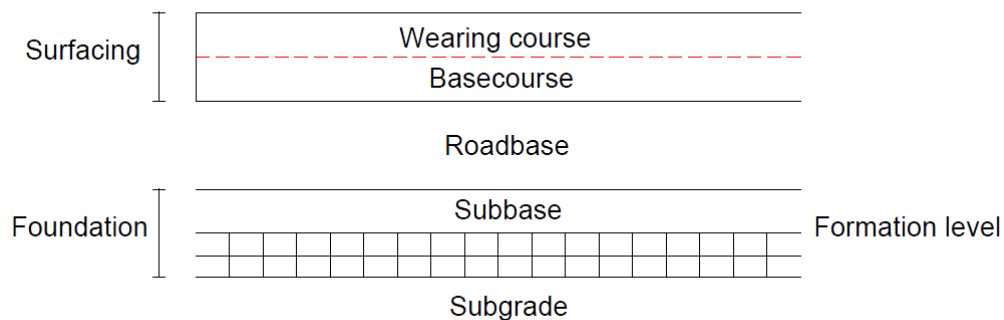 Surfacing
Wearing course
Basecourse
Roadbase
Foundation
Subbase
Formation level
Subgrade